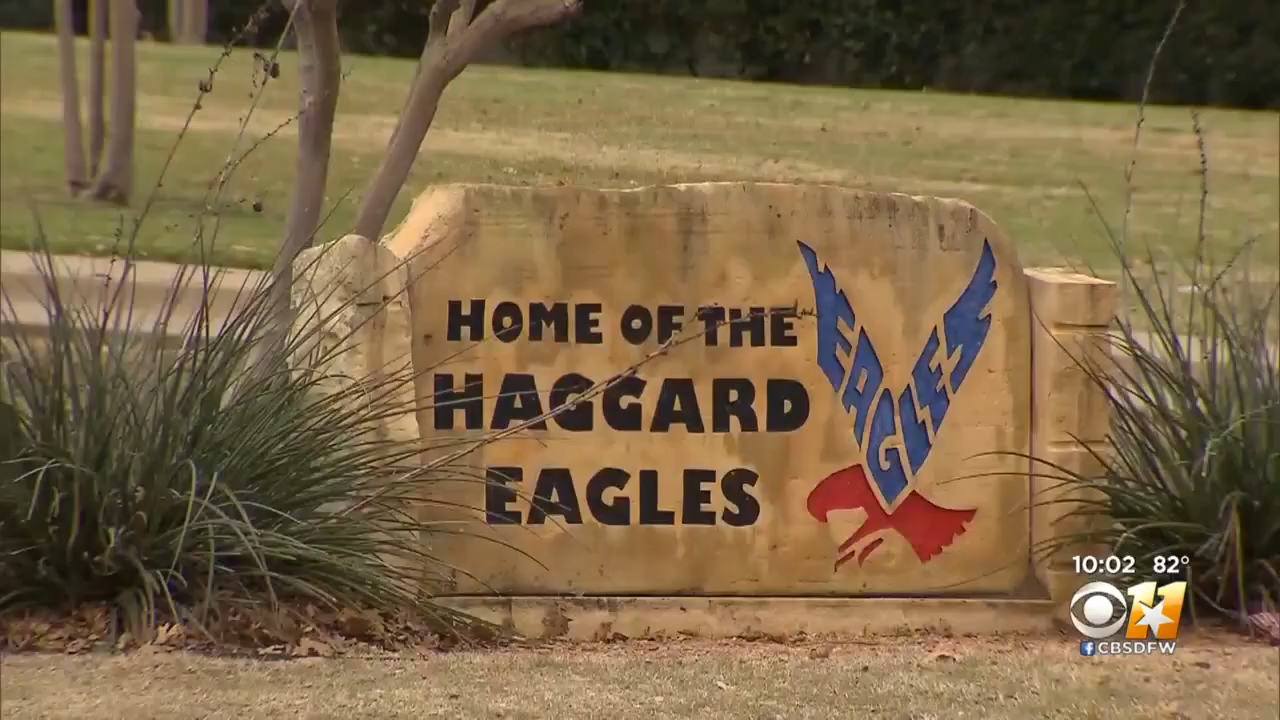 HOME OF THE
HAGGARD
EAGLES
EAGLES
10:02 82°
11
CBSDFW